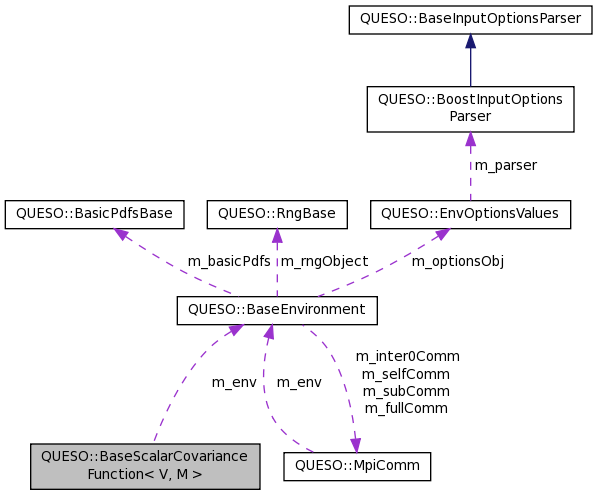 QUESO::BaseInputOptionsParser
QUESO::BoostInputOptions
Parser
m_parser
QUESO::BasicPdfsBase
QUESO::RngBase
QUESO::EnvOptionsValues
m_basicPdfs
m_rngObject
m_optionsObj
QUESO::BaseEnvironment
m_inter0Comm
m_selfComm
m_subComm
m_fullComm
m_env
m_env
QUESO::BaseScalarCovariance
Function< V, M >
QUESO::MpiComm